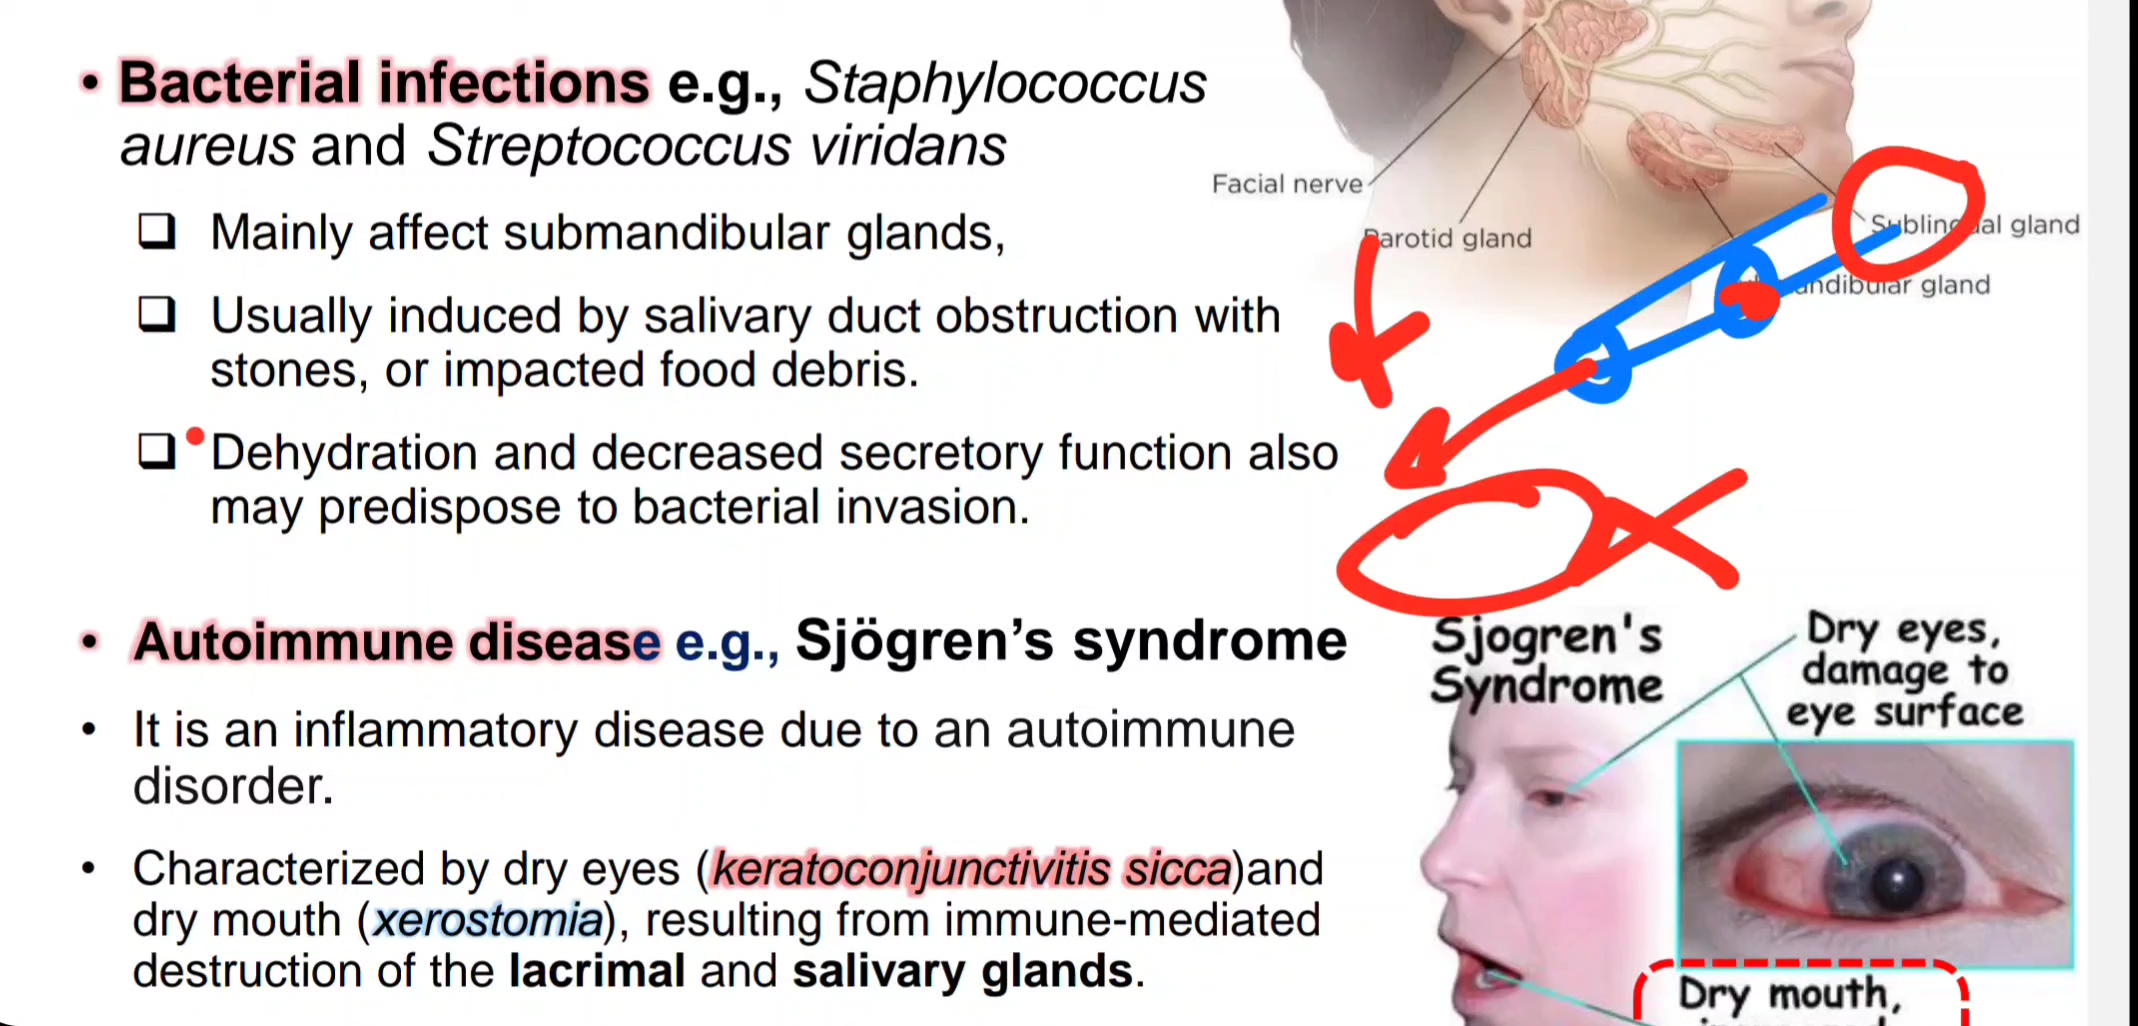 • Bacterial infections e.g., Staphylococcus
aureus and Streptococcus viridans
❑ Mainly affect submandibular glands,
❑ Usually induced by salivary duct obstruction with
stones, or impacted food debris.
❑ Dehydration and decreased secretory function also
may predispose to bacterial invasion.
Facial nerve
Parotid gland
gland
gland
• Autoimmune disease e.g., Sjögren’s syndrome
• It is an inflammatory disease due to an autoimmune
disorder.
• Characterized by dry eyes (keratoconjunctivitis sicca)and
dry mouth (xerostomia), resulting from immune-mediated
destruction of the lacrimal and salivary glands.
Sjogren's
Syndrome
Dry eyes,
damage to
eye surface
Dry mouth,